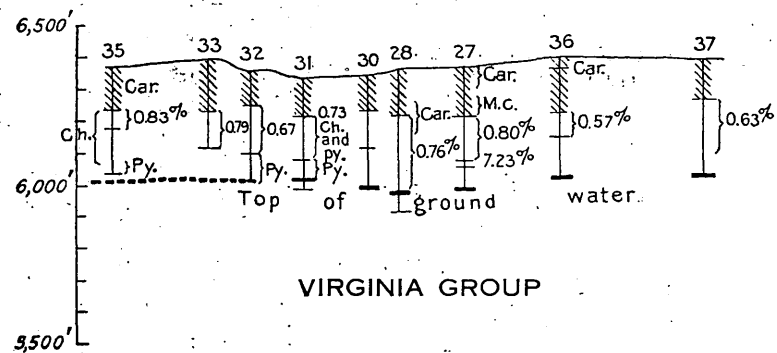 6,500'
35 33 32 31 30 28 27 36 37
Car. Car. Car.
0.83% 0.79 0.67 0.73 Car. M.c. 0.57% 0.63%
Ch. Ch. and py. 0.76% 0.80%
Py. Py. Py. 7.23%
6,000'
Top of ground water
VIRGINIA GROUP
5,500'